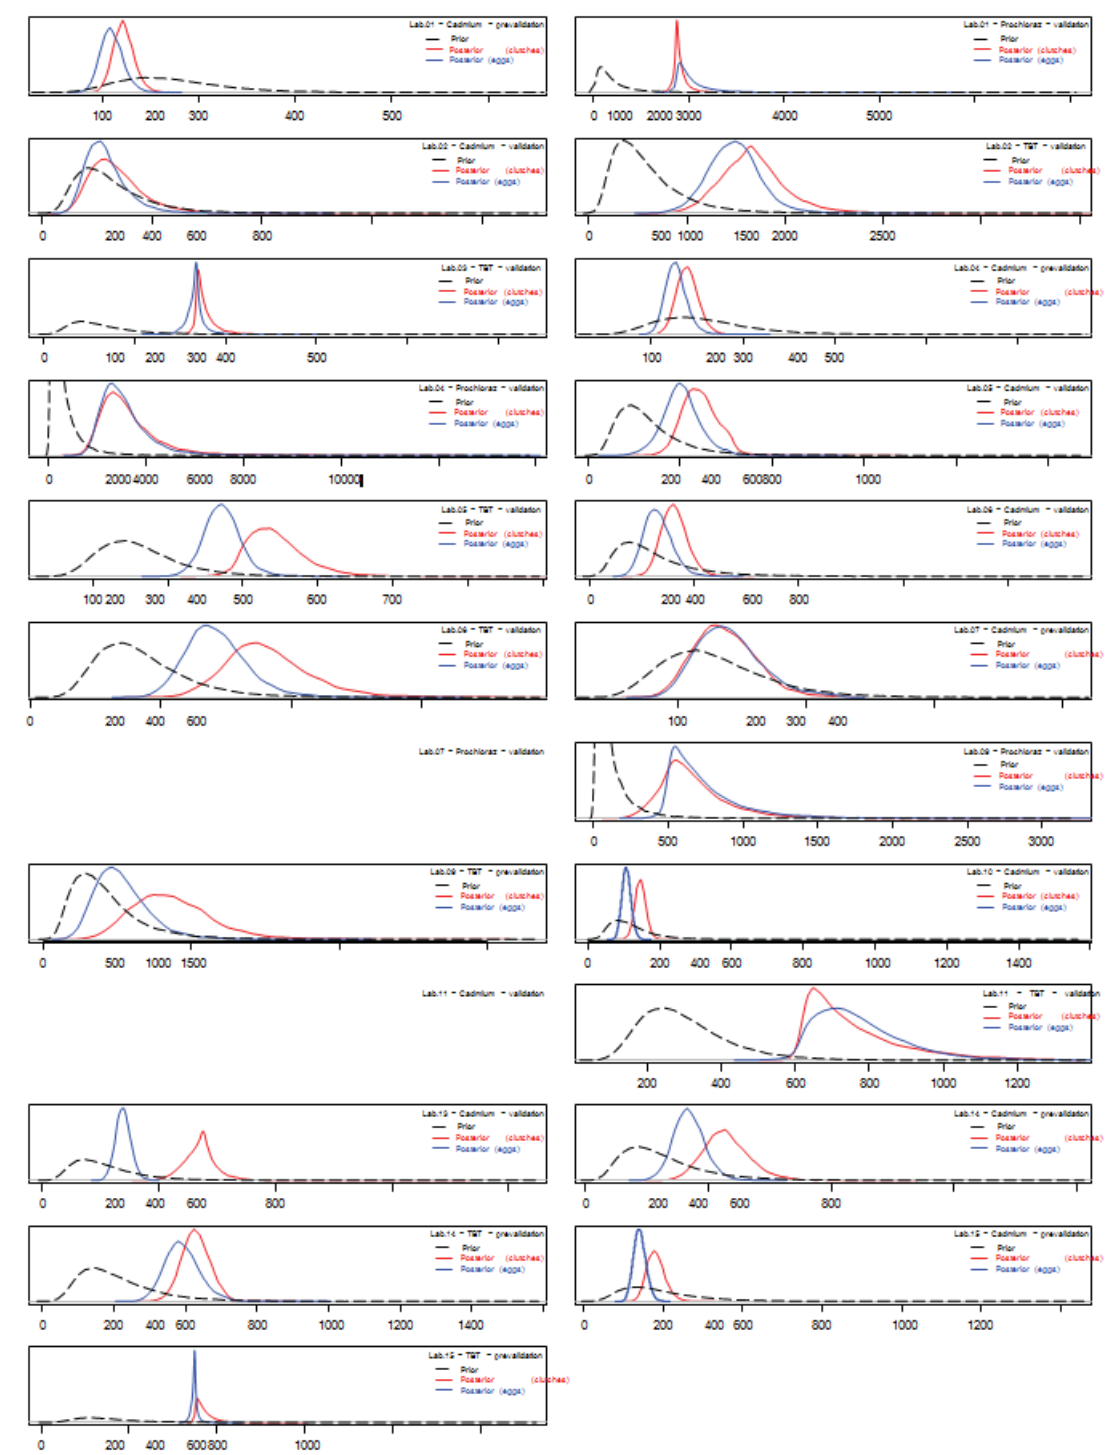 Lab.01 - Cadmium - prevalidation
Prior
Posterior (clutches)
Posterior (eggs)
100 200 300 400 500
Lab.01 - Prochloraz - validation
Prior
Posterior (clutches)
Posterior (eggs)
0 1000 2000 3000 4000 5000
Lab.02 - Cadmium - validation
Prior
Posterior (clutches)
Posterior (eggs)
0 200 400 600 800
Lab.02 - TBT - validation
Prior
Posterior (clutches)
Posterior (eggs)
0 500 1000 1500 2000 2500
Lab.03 - TBT - validation
Prior
Posterior (clutches)
Posterior (eggs)
0 100 200 300 400 500
Lab.04 - Cadmium - prevalidation
Prior
Posterior (clutches)
Posterior (eggs)
100 200 300 400 500
Lab.04 - Prochloraz - validation
Prior
Posterior (clutches)
Posterior (eggs)
0 2000 4000 6000 8000 10000
Lab.05 - Cadmium - validation
Prior
Posterior (clutches)
Posterior (eggs)
0 200 400 600800 1000
Lab.05 - TBT - validation
Prior
Posterior (clutches)
Posterior (eggs)
100 200 300 400 500 600 700
Lab.06 - Cadmium - validation
Prior
Posterior (clutches)
Posterior (eggs)
0 200 400 600 800
Lab.06 - TBT - validation
Prior
Posterior (clutches)
Posterior (eggs)
0 200 400 600
Lab.07 - Cadmium - prevalidation
Prior
Posterior (clutches)
Posterior (eggs)
100 200 300 400
Lab.07 - Prochloraz - validation
Prior
Posterior (clutches)
Posterior (eggs)
0 500 1000 1500 2000 2500 3000
Prior
Posterior (clutches)
Posterior (eggs)
0 500 1000 1500
Lab.10 - Cadmium - validation
Prior
Posterior (clutches)
Posterior (eggs)
0 200 400 600 800 1000 1200 1400
Lab.11 - Cadmium - validation
Lab.11 - TBT - validation
Prior
Posterior (clutches)
Posterior (eggs)
200 400 600 800 1000 1200
Lab.13 - Cadmium - validation
Prior
Posterior (clutches)
Posterior (eggs)
0 200 400 600 800
Lab.14 - Cadmium - prevalidation
Prior
Posterior (clutches)
Posterior (eggs)
0 200 400 600 800
Lab.14 - TBT - prevalidation
Prior
Posterior (clutches)
Posterior (eggs)
0 200 400 600 800 1000 1200 1400
Lab.15 - Cadmium - prevalidation
Prior
Posterior (clutches)
Posterior (eggs)
0 200 400 600 800 1000 1200
Lab.15 - TBT - prevalidation
Prior
Posterior (clutches)
Posterior (eggs)
0 200 400 600800 1000